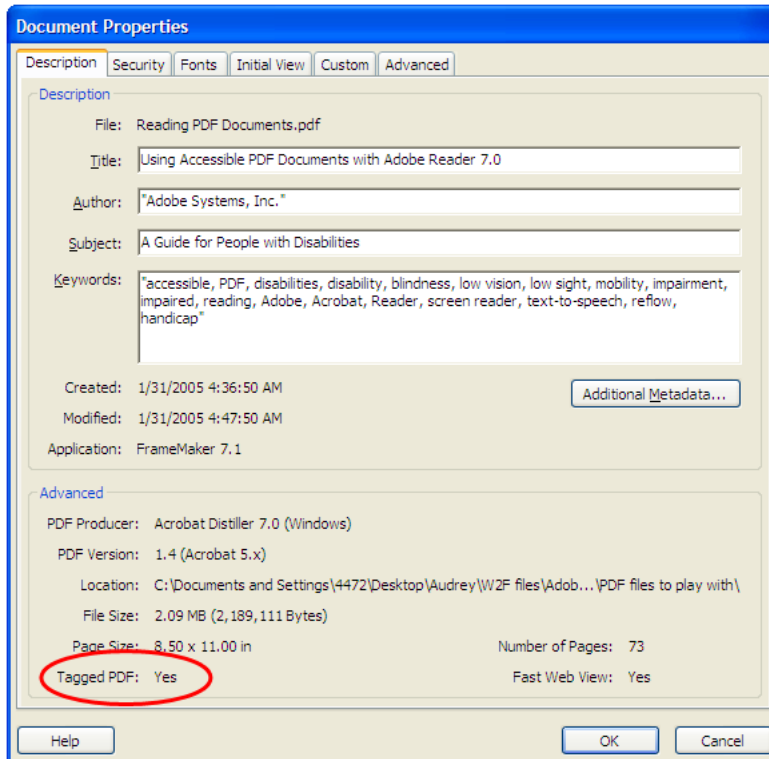 Document Properties
Description Security Fonts Initial View Custom Advanced
Description
File: Reading PDF Documents.pdf
Title: Using Accessible PDF Documents with Adobe Reader 7.0
Author: "Adobe Systems, Inc."
Subject: A Guide for People with Disabilities
Keywords: "accessible, PDF, disabilities, disability, blindness, low vision, low sight, mobility, impairment,
impaired, reading, Adobe, Acrobat, Reader, screen reader, text-to-speech, reflow,
handicap"
Created: 1/31/2005 4:36:50 AM
Additional Metadata...
Modified: 1/31/2005 4:47:50 AM
Application: FrameMaker 7.1
Advanced
PDF Producer: Acrobat Distiller 7.0 (Windows)
PDF Version: 1.4 (Acrobat 5.x)
Location: C:\Documents and Settings\4472\Desktop\Audrey\W2F files\Adob...\PDF files to play with\
File Size: 2.09 MB (2,189,111 Bytes)
Page Size: 8.50 x 11.00 in Number of Pages: 73
Tagged PDF: Yes Fast Web View: Yes
Help OK Cancel